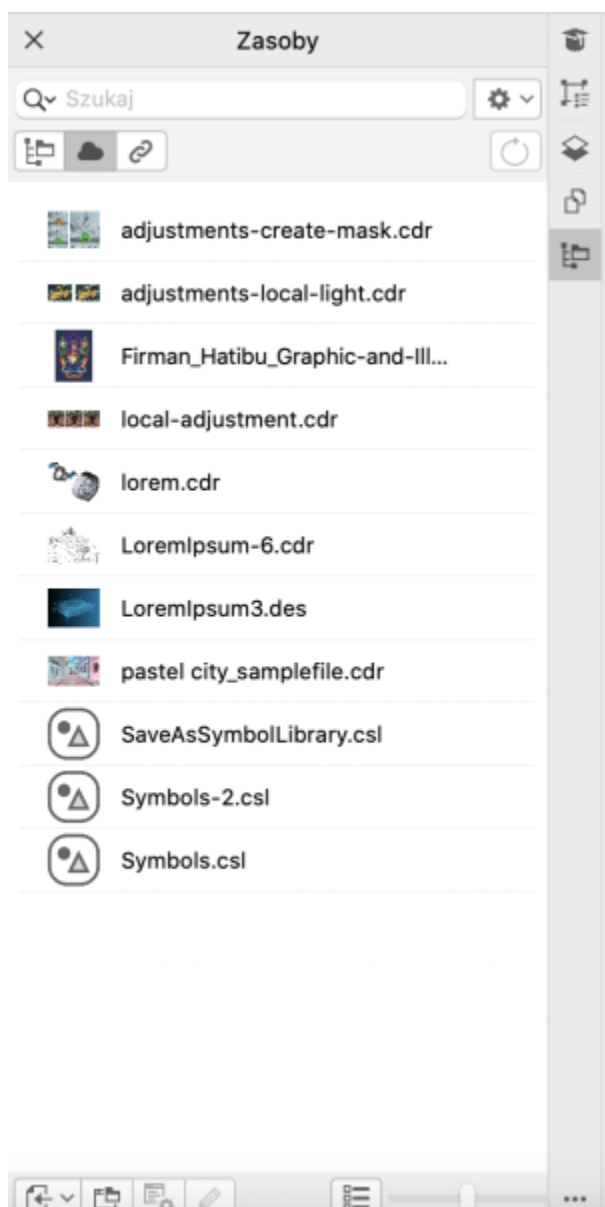 Zasoby
Szukaj
adjustments-create-mask.cdr
adjustments-local-light.cdr
Firman_Hatibu_Graphic-and-Ill...
local-adjustment.cdr
lorem.cdr
LoremIpsum-6.cdr
LoremIpsum3.des
pastel city_samplefile.cdr
SaveAsSymbolLibrary.csl
Symbols-2.csl
Symbols.csl